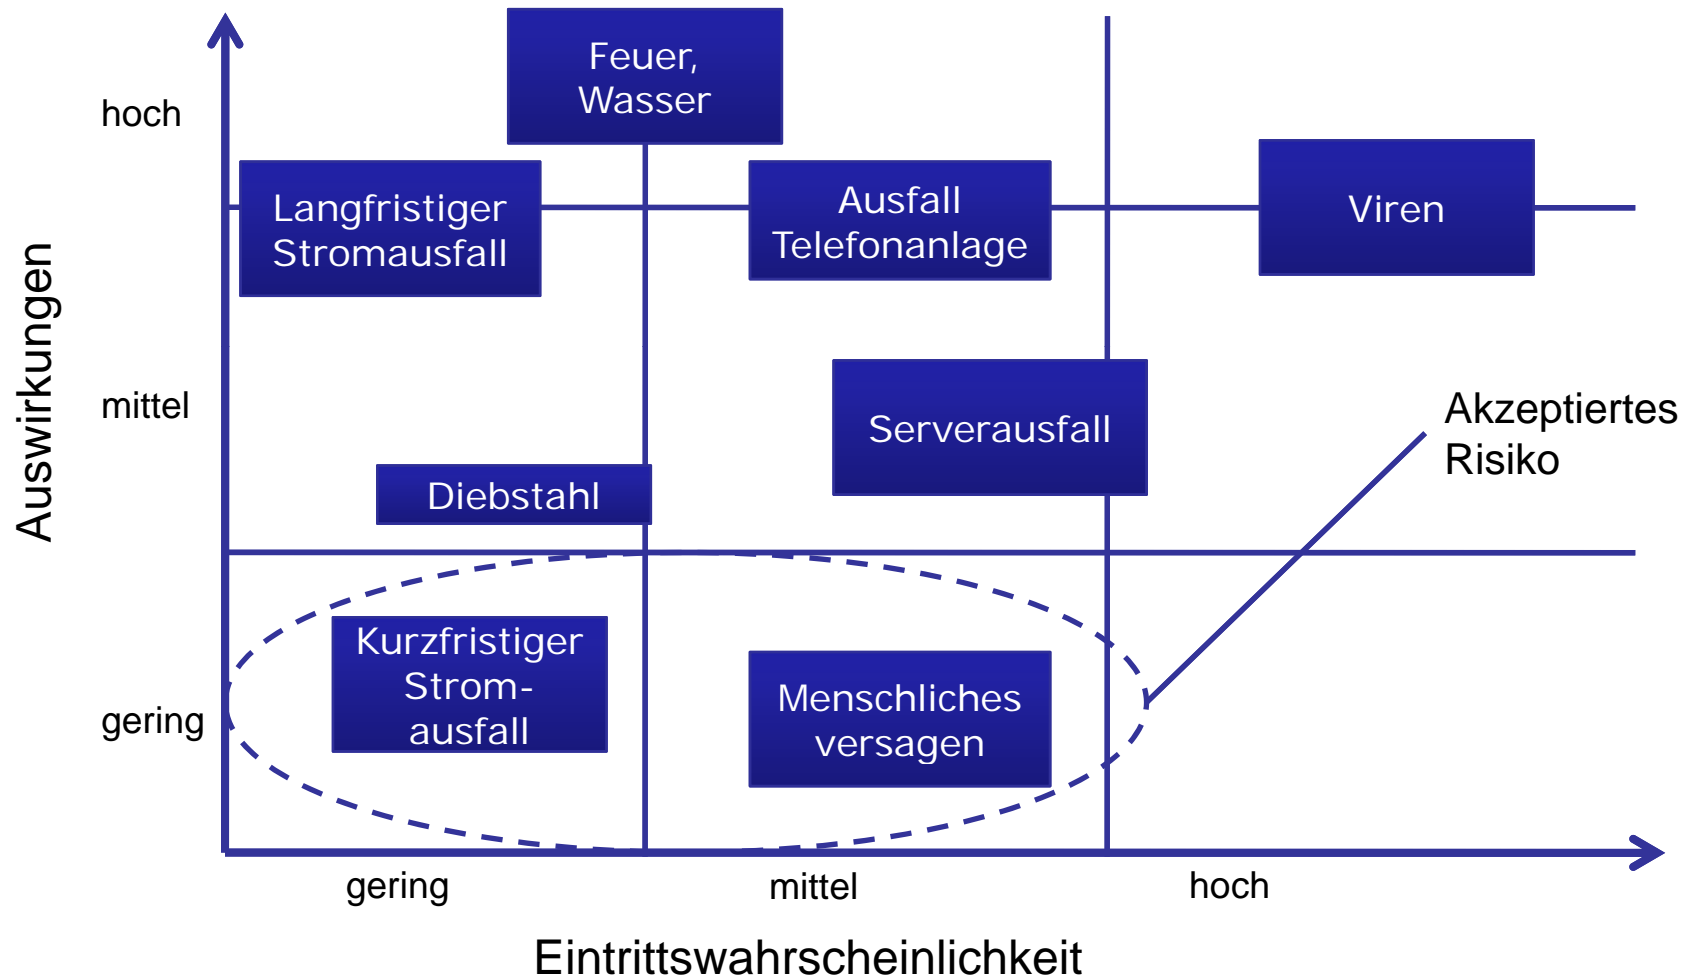 Feuer,
Wasser
hoch
Langfristiger
Stromausfall
Ausfall
Telefonanlage
Viren
Auswirkungen
mittel
Serverausfall
Akzeptiertes
Risiko
Diebstahl
Kurzfristiger
Strom-
ausfall
Menschliches
versagen
gering
gering
mittel
hoch
Eintrittswahrscheinlichkeit